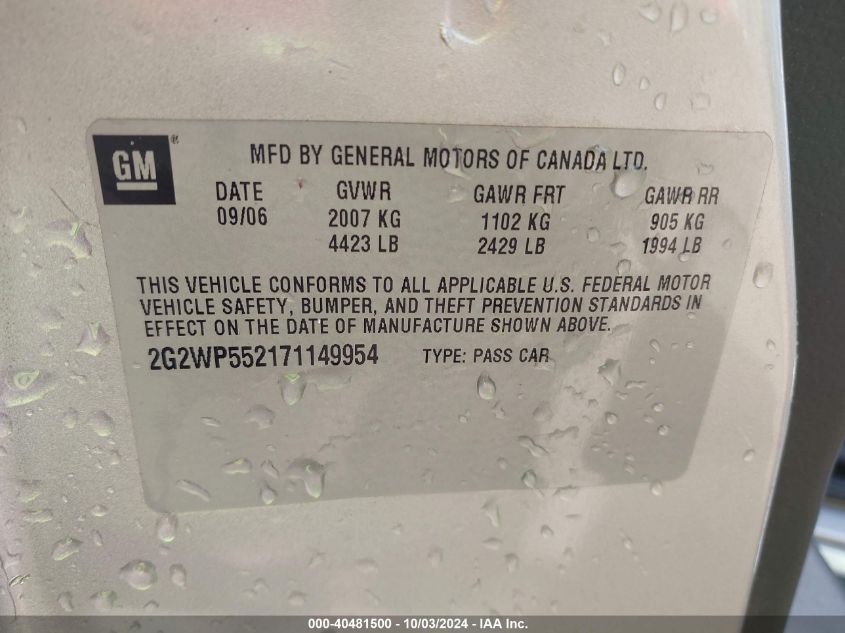 GM®
MFD BY GENERAL MOTORS OF CANADA LTD.
DATE GVWR GAWR FRT GAWR RR
09/06 2007 KG 1102 KG 905 KG
4423 LB 2429 LB 1994 LB
THIS VEHICLE CONFORMS TO ALL APPLICABLE U.S. FEDERAL MOTOR
VEHICLE SAFETY, BUMPER, AND THEFT PREVENTION STANDARDS IN
EFFECT ON THE DATE OF MANUFACTURE SHOWN ABOVE.
2G2WP552171149954 TYPE: PASS CAR
000-40481500 - 10/03/2024 - IAA Inc.